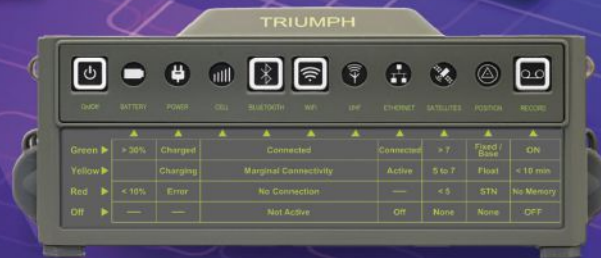 TRIUMPH
GUIDE BATTERY POWER CELL BLUETOOTH WiFi UHF ETHERNET SATELLITES POSITION RECORD
Green > 30% Charged Connected Connected > 7 Fixed / Base ON
Yellow Charging Marginal Connectivity Active 5 to 7 Float < 10 min
Red < 10% Error No Connection — < 5 STN No Memory
Off — — Not Active Off None None OFF